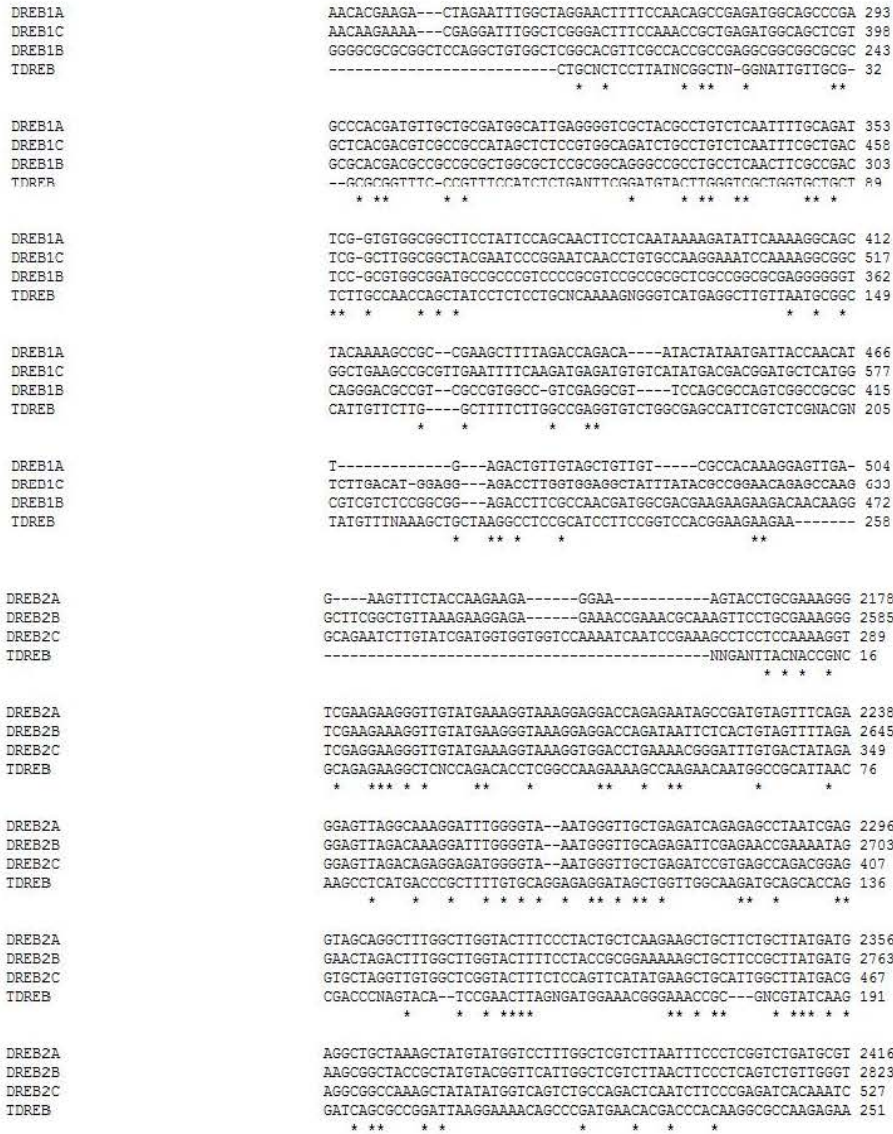 DREB1A AACACGAAGA---CTAGAATTTGGCTAGGAACTTTTCCAACAGCCGAGATGGCAGCCCGA 293
DREB1C AACAAGAAAA---CGAGGATTTGGCTCGGGACTTTCCAAACCGCTGAGATGGCAGCTCGT 398
DREB1B GGGGCGCGCGGCTCCAGGCTGTGGCTCGGCACGTTCGCCACCGCCGAGGCGGCGGCGCGC 243
TDREB --------------------------CTGCNCTCCTTATNCGGCTN-GGNATTGTTGCG- 32
* * * ** * **
DREB1A GCCCACGATGTTGCTGCGATGGCATTGAGGGGTCGCTACGCCTGTCTCAATTTTGCAGAT 353
DREB1C GCTCACGACGTCGCCGCCATAGCTCTCCGTGGCAGATCTGCCTGTCTCAATTTCGCTGAC 458
DREB1B GCGCACGACGCCGCCGCGCTGGCGCTCCGCGGCAGGGCCGCCTGCCTCAACTTCGCCGAC 303
TDREB --GCGCGGTTTC-CCGTTTCCATCTCTGANTTCGGATGTACTTGGGTCGCTGGTGCTGCT 89
* ** * * * * ** ** ** *
DREB1A TCG-GTGTGGCGGCTTCCTATTCCAGCAACTTCCTCAATAAAAGATATTCAAAAGGCAGC 412
DREB1C TCG-GCTTGGCGGCTACGAATCCCGGAATCAACCTGTGCCAAGGAAATCCAAAAGGCGGC 517
DREB1B TCC-GCGTGGCGGATGCCGCCCGTCCCCGCGTCCGCCGCGCTCGCCGGCGCGAGGGGGGT 362
TDREB TCTTGCCAACCAGCTATCCTCTCCTGCNCAAAAGNGGGTCATGAGGCTTGTTAATGCGGC 149
** * * * * * * *
DREB1A TACAAAAGCCGC--CGAAGCTTTTAGACCAGACA----ATACTATAATGATTACCAACAT 466
DREB1C GGCTGAAGCCGCGTTGAATTTTCAAGATGAGATGTGTCATATGACGACGGATGCTCATGG 577
DREB1B CAGGGACGCCGT--CGCCGTGGCC-GTCGAGGCGT----TCCAGCGCCAGTCGGCCGCGC 415
TDREB CATTGTTCTTG----GCTTTTCTTGGCCGAGGTGTCTGGCGAGCCATTCGTCTCGNACGN 205
* * * **
DREB1A T-------------G---AGACTGTTGTAGCTGTTGT-----CGCCACAAAGGAGTTGA- 504
DREB1C TCTTGACAT-GGAGG---AGACCTTGGTGGAGGCTATTTATACGCCGGAACAGAGCCAAG 633
DREB1B CGTCGTCTCCGGCGG---AGACCTTCGCCAACGATGGCGACGAAGAAGAAGACAACAAGG 472
TDREB TATGTTTNAAAGCTGCTAAGGCCTCCGCATCCTTCCGGTCCACGGAAGAAGAA------- 258
* ** * * **
DREB2A G----AAGTTTCTACCAAGAAGA------GGAA-----------AGTACCTGCGAAAGGG 2178
DREB2B GCTTCGGCTGTTAAAGAAGGAGA------GAAACCGAAACGCAAAGTTCCTGCGAAAGGG 2585
DREB2C GCAGAATCTTGTATCGATGGTGGTGGTCCAAAATCAATCCGAAAGCCTCCTCCAAAAGGT 289
TDREB --------------------------------------------NNGANTTACNACCGNC 16
* * * *
DREB2A TCGAAGAAGGGTTGTATGAAAGGTAAAGGAGGACCAGAGAATAGCCGATGTAGTTTCAGA 2238
DREB2B TCGAAGAAAGGTTGTATGAAGGGTAAAGGAGGACCAGATAATTCTCACTGTAGTTTTAGA 2645
DREB2C TCGAGGAAGGGTTGTATGAAAGGTAAAGGTGGACCTGAAAACGGGATTTGTGACTATAGA 349
TDREB GCAGAGAAGGCTCNCCAGACACCTCGGCCAAGAAAAGCCAAGAACAATGGCCGCATTAAC 76
* *** * * ** * ** * ** * *
DREB2A GGAGTTAGGCAAAGGATTTGGGGTA--AATGGGTTGCTGAGATCAGAGAGCCTAATCGAG 2296
DREB2B GGAGTTAGACAAAGGATTTGGGGTA--AATGGGTTGCAGAGATTCGAGAACCGAAAATAG 2703
DREB2C GGAGTTAGACAGAGGAGATGGGGTA--AATGGGTTGCTGAGATCCGTGAGCCAGACGGAG 407
TDREB AAGCCTCATGACCCGCTTTTGTGCAGGAGAGGATAGCTGGTTGGCAAGATGCAGCACCAG 136
* * * * * * * * ** * ** * ** * **
DREB2A GTAGCAGGCTTTGGCTTGGTACTTTCCCTACTGCTCAAGAAGCTGCTTCTGCTTATGATG 2356
DREB2B GAACTAGACTTTGGCTTGGTACTTTTCCTACCGCGGAAAAAGCTGCTTCCGCTTATGATG 2763
DREB2C GTGCTAGGTTGTGGCTCGGTACTTTCTCCAGTTCATATGAAGCTGCATTGGCTTATGACG 467
TDREB CGACCCNAGTACA--TCCGAACTTAGNGATGGAAACGGGAAACCGC---GNCGTATCAAG 191
* * * **** ** * ** * *** * *
DREB2A AGGCTGCTAAAGCTATGTATGGTCCTTTGGCTCGTCTTAATTTCCCTCGGTCTGATGCGT 2416
DREB2B AAGCGGCTACCGCTATGTACGGTTCATTGGCTCGTCTTAACTTCCCTCAGTCTGTTGGGT 2823
DREB2C AGGCGGCCAAAGCTATATATGGTCAGTCTGCCAGACTCAATCTTCCCGAGATCACAAATC 527
TDREB GATCAGCGCCGGATTAAGGAAAACAGCCCGATGAACACGACCCACAAGGCGCCAAGAGAA 251
* ** * * * * * *